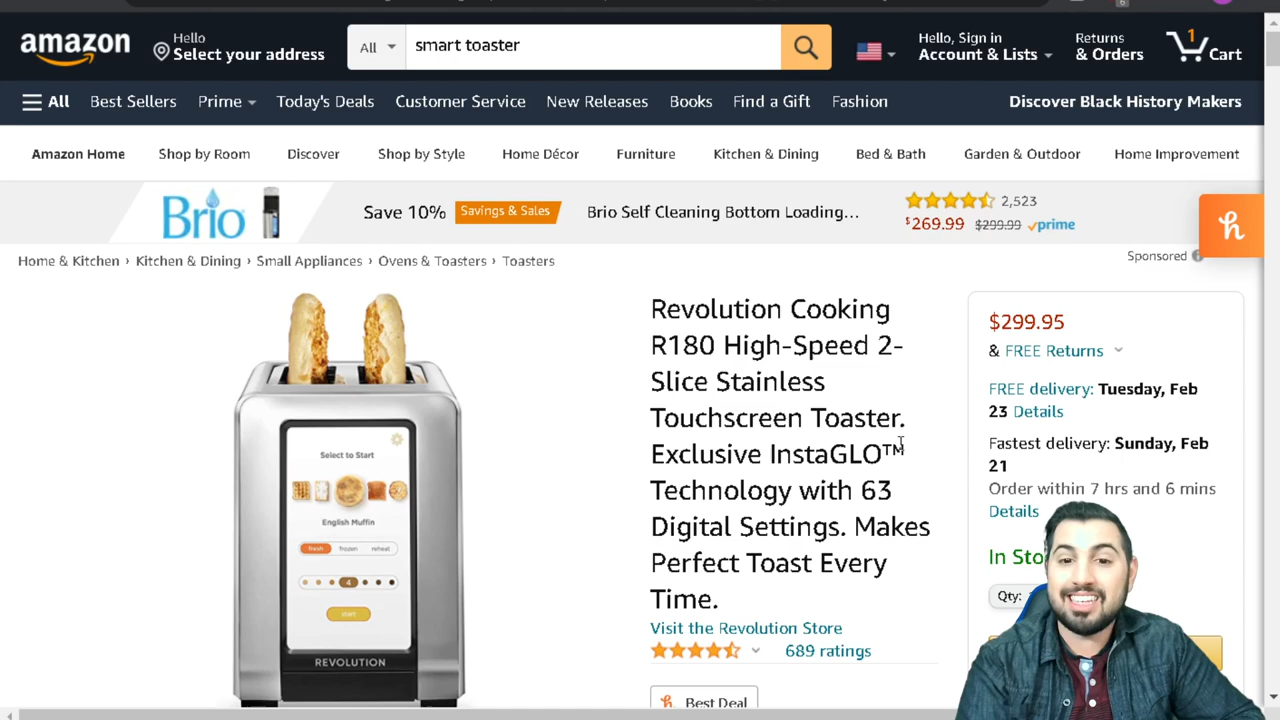 amazon
Hello
Select your address
All
smart toaster
Hello, Sign in
Account & Lists
Returns
& Orders
1
Cart
All
Best Sellers
Prime
Today's Deals
Customer Service
New Releases
Books
Find a Gift
Fashion
Discover Black History Makers
Amazon Home
Shop by Room
Discover
Shop by Style
Home Décor
Furniture
Kitchen & Dining
Bed & Bath
Garden & Outdoor
Home Improvement
Brio
Save 10%
Savings & Sales
Brio Self Cleaning Bottom Loading...
2,523
$269.99 $299.99 prime
h
Sponsored
Home & Kitchen › Kitchen & Dining › Small Appliances › Ovens & Toasters › Toasters
Select to Start
English Muffin
fresh frozen reheat
4
start
REVOLUTION
Revolution Cooking
R180 High-Speed 2-
Slice Stainless
Touchscreen Toaster.
Exclusive InstaGLO™
Technology with 63
Digital Settings. Makes
Perfect Toast Every
Time.
Visit the Revolution Store
689 ratings
h Best Deal
$299.95
& FREE Returns
FREE delivery: Tuesday, Feb
23 Details
Fastest delivery: Sunday, Feb
21
Order within 7 hrs and 6 mins
Details
In Sto
Qty: